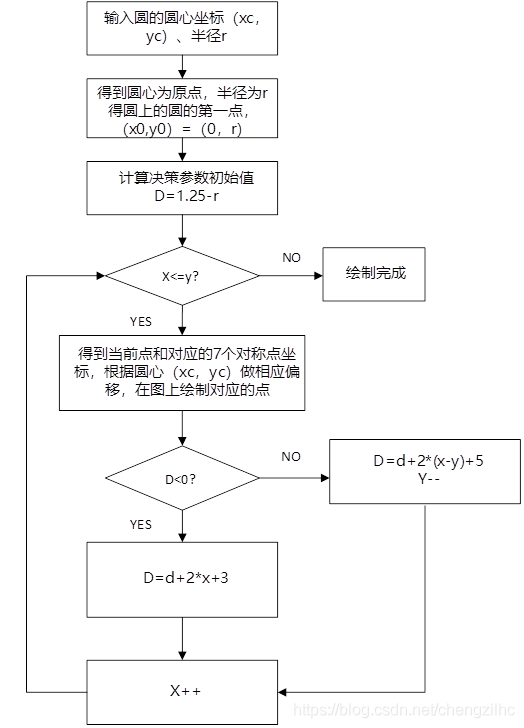 输入圆的圆心坐标（xc，
yc）、半径r
得到圆心为原点，半径为r
得圆上的圆的第一点，
（x0,y0）=（0，r）
计算决策参数初始值
D=1.25-r
X<=y?
NO
绘制完成
YES
得到当前点和对应的7个对称点坐
标，根据圆心（xc，yc）做相应偏
移，在图上绘制对应的点
D<0?
NO
D=d+2*(x-y)+5
Y--
YES
D=d+2*x+3
X++
https://blog.csdn.net/chengzilhc